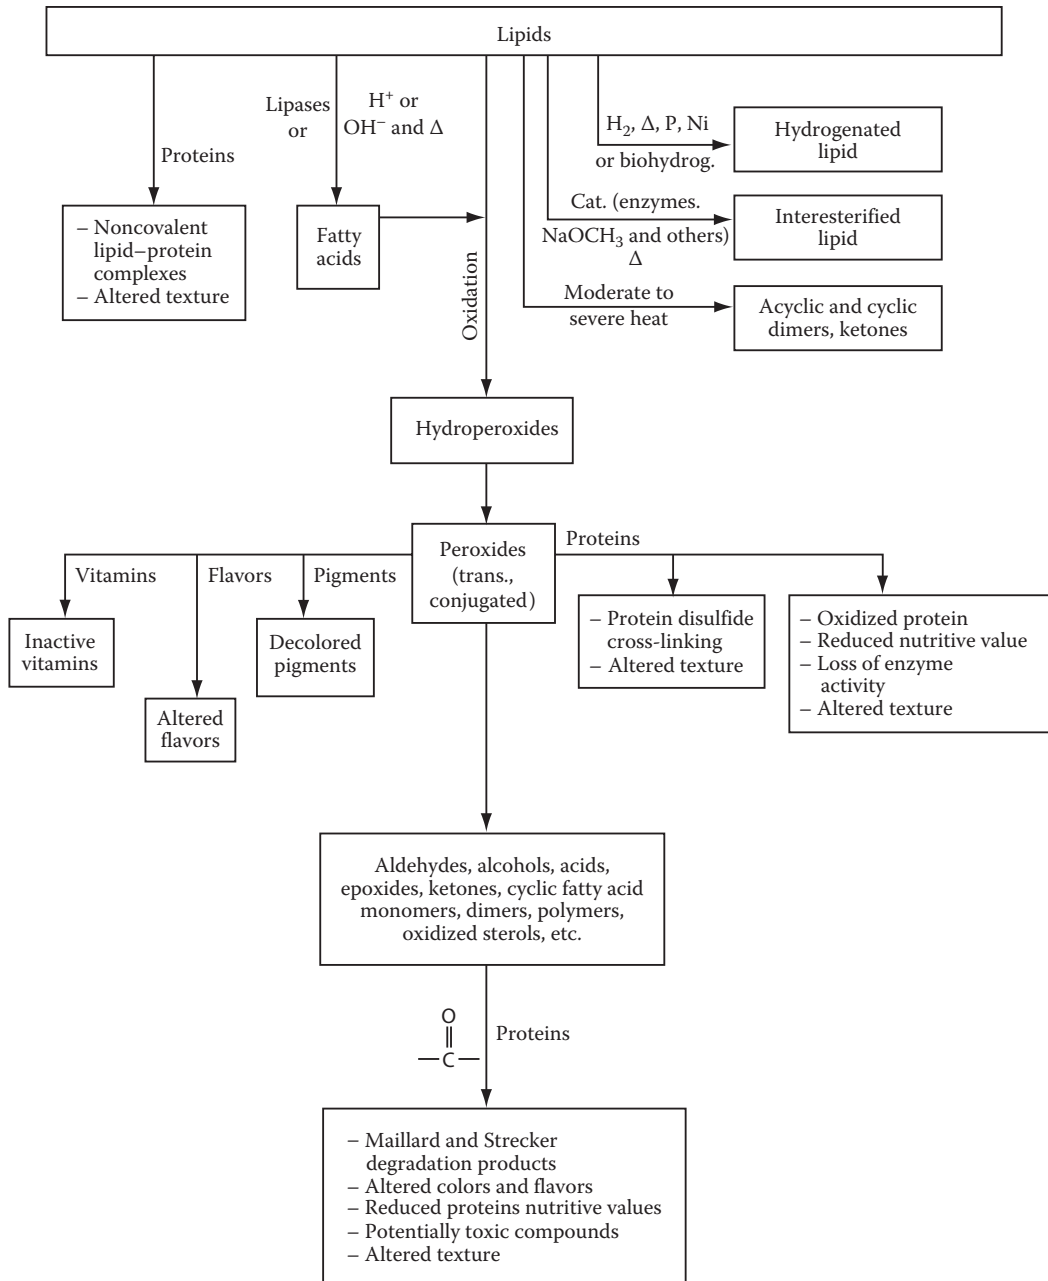 Lipids
Lipases
or
H⁺ or
OH⁻ and Δ
H₂, Δ, P, Ni
or biohydrog.
Hydrogenated
lipid
Proteins
Cat. (enzymes.
NaOCH₃ and others)
Δ
Interesterified
lipid
– Noncovalent
lipid–protein
complexes
– Altered texture
Fatty
acids
Oxidation
Moderate to
severe heat
Acyclic and cyclic
dimers, ketones
Hydroperoxides
Peroxides
(trans.,
conjugated)
Vitamins
Flavors
Pigments
Proteins
Inactive
vitamins
Altered
flavors
Decolored
pigments
– Protein disulfide
cross-linking
– Altered texture
– Oxidized protein
– Reduced nutritive value
– Loss of enzyme
activity
– Altered texture
Aldehydes, alcohols, acids,
epoxides, ketones, cyclic fatty acid
monomers, dimers, polymers,
oxidized sterols, etc.
O
C
Proteins
– Maillard and Strecker
degradation products
– Altered colors and flavors
– Reduced proteins nutritive values
– Potentially toxic compounds
– Altered texture